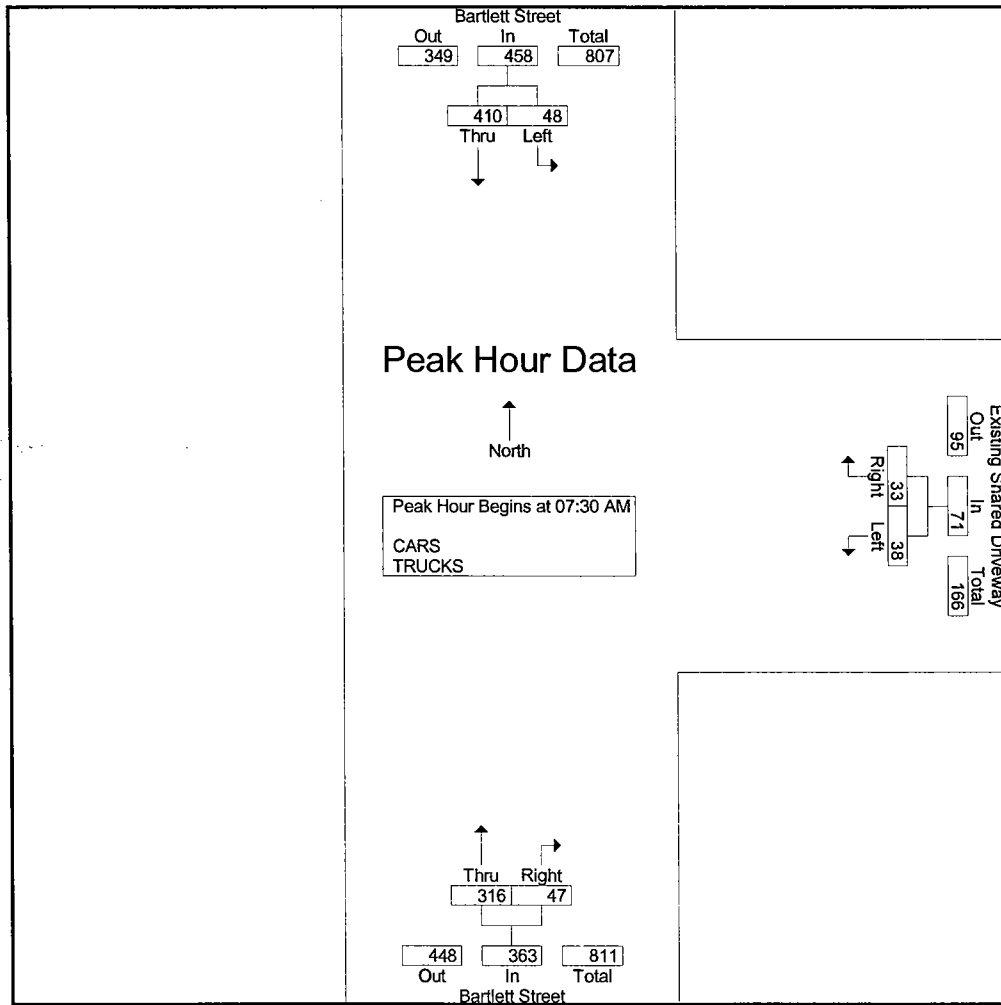 Bartlett Street
Out In Total
349 458 807
410 48
Thru Left
Peak Hour Data
North
Peak Hour Begins at 07:30 AM
CARS
TRUCKS
Existing Shared Driveway
Out In Total
95 71 166
33 38
Right Left
Thru Right
316 47
448 363 811
Out In Total
Bartlett Street